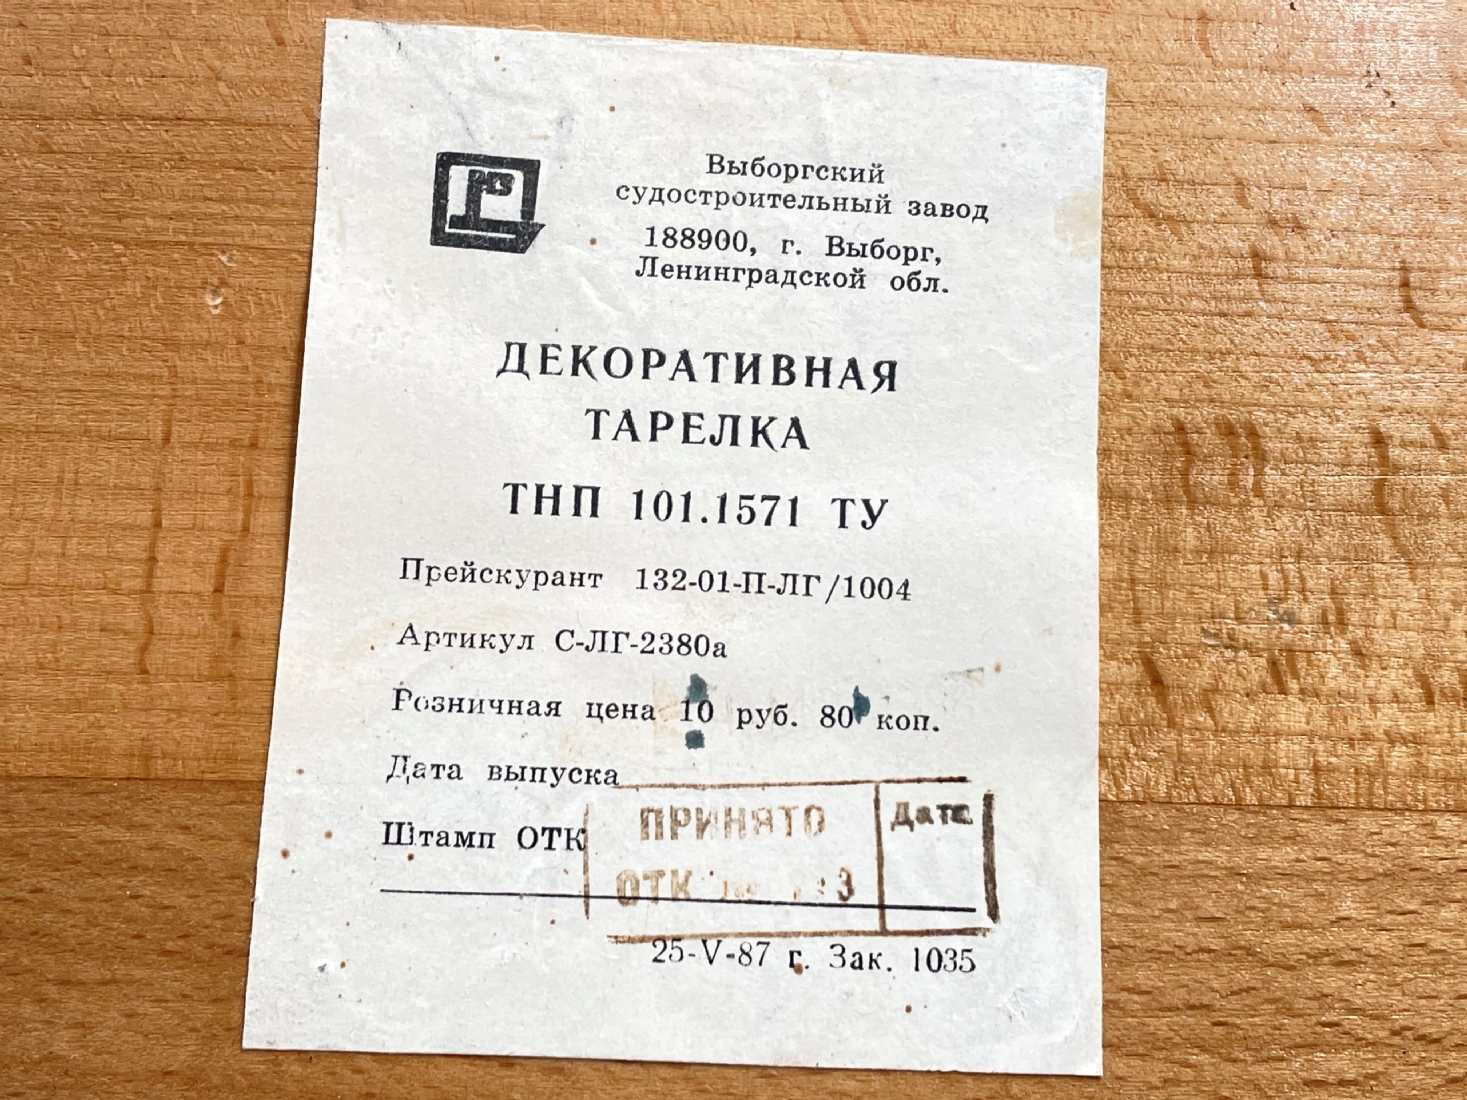 Выборгский
судостроительный завод
188900, г. Выборг,
Ленинградской обл.
ДЕКОРАТИВНАЯ
ТАРЕЛКА
ТНП 101.1571 ТУ
Прейскурант 132-01-П-ЛГ/1004
Артикул С-ЛГ-2380а
Розничная цена 10 руб. 80 коп.
Дата выпуска
Штамп ОТК
ПРИНЯТО
Дата
ОТК
25-V-87 г. Зак. 1035